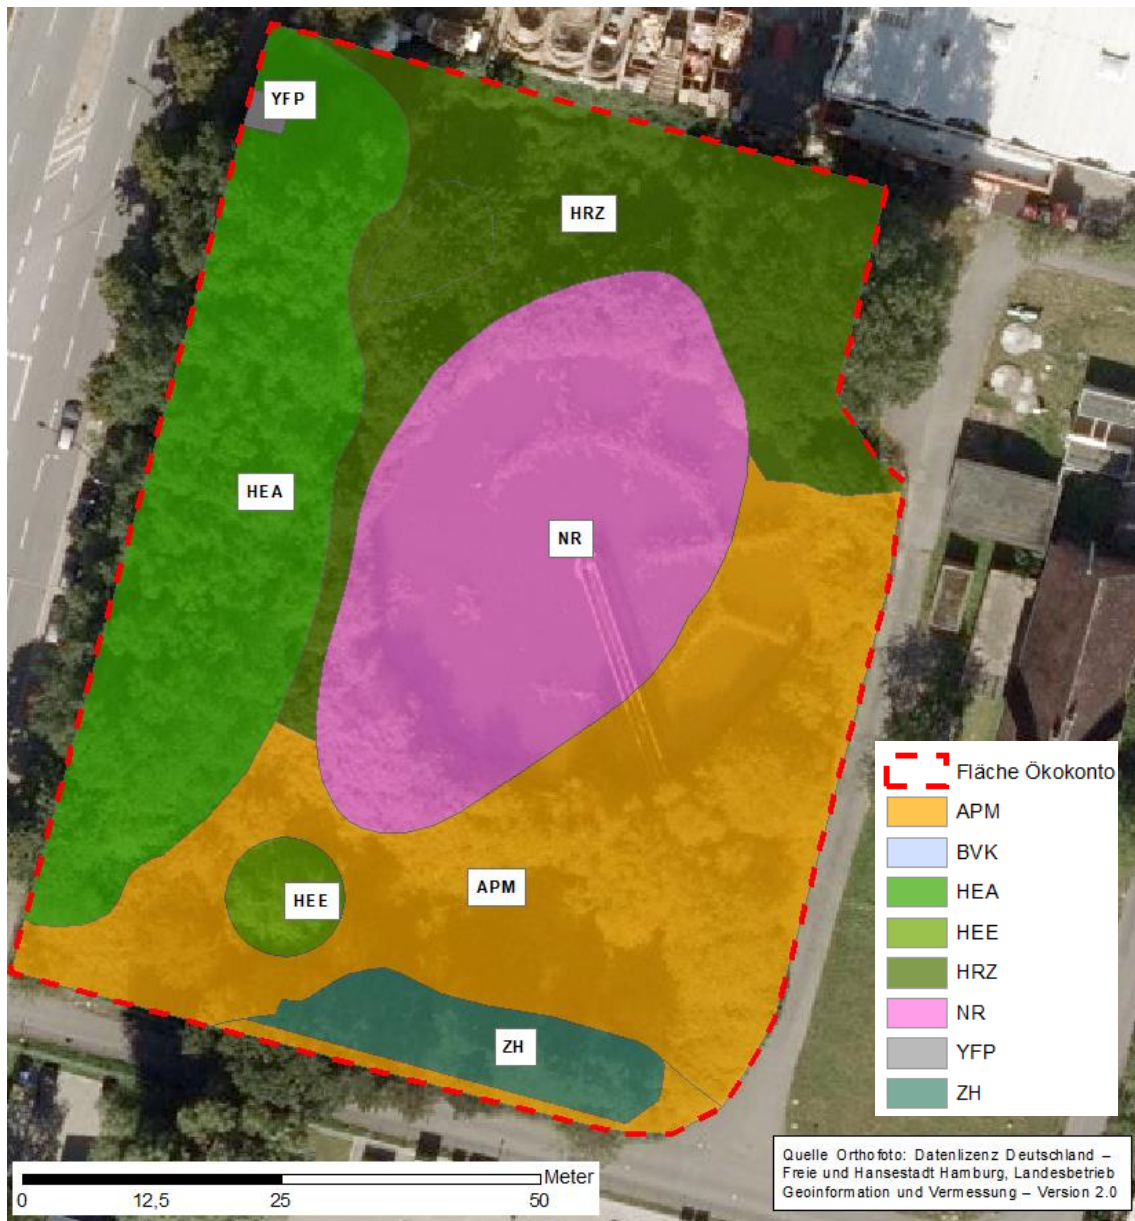 YFP
HRZ
HEA
NR
HEE
APM
ZH
Fläche Ökokonto
APM
BVK
HEA
HEE
HRZ
NR
YFP
ZH
Meter
0 12,5 25 50
Quelle Orthofoto: Datenlizenz Deutschland –
Freie und Hansestadt Hamburg, Landesbetrieb
Geoinformation und Vermessung – Version 2.0